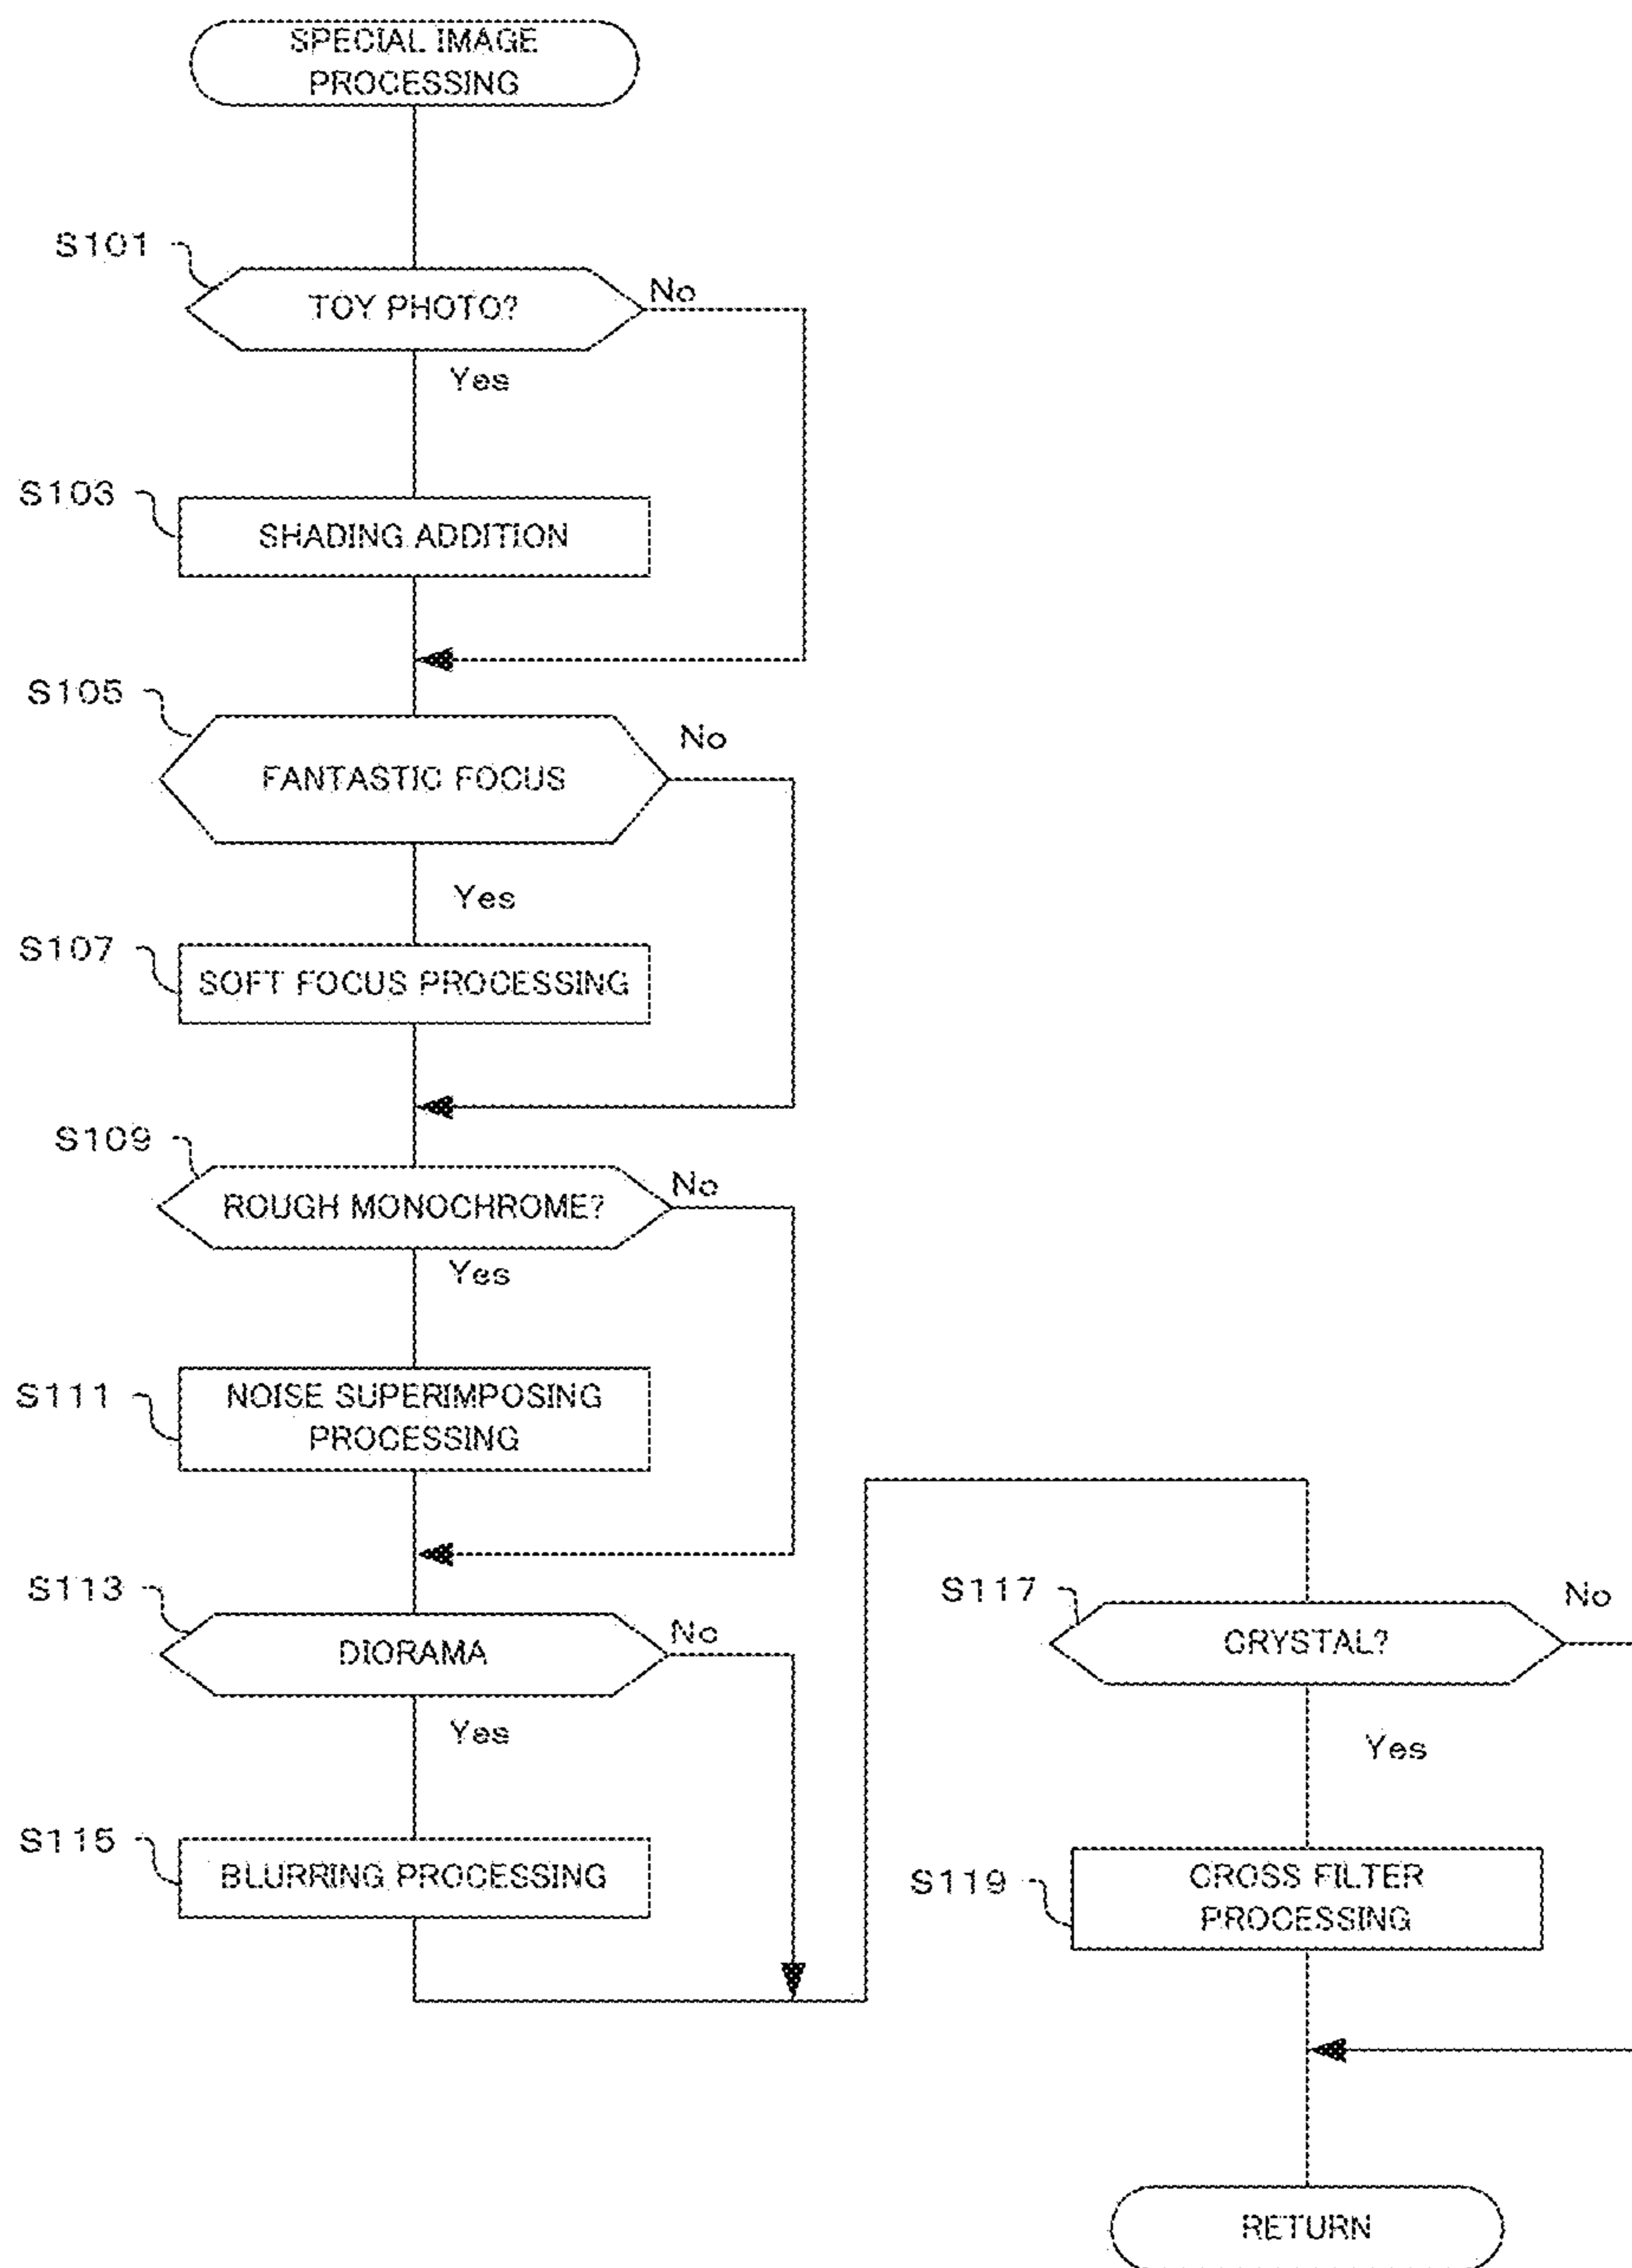 SPECIAL IMAGE
PROCESSING
S101
TOY PHOTO?
No
Yes
S103
SHADING ADDITION
S105
FANTASTIC FOCUS
No
Yes
S107
SOFT FOCUS PROCESSING
S109
ROUGH MONOCHROME?
No
Yes
S111
NOISE SUPERIMPOSING
PROCESSING
S113
DIORAMA
No
Yes
S115
BLURRING PROCESSING
S117
CRYSTAL?
No
Yes
S119
CROSS FILTER
PROCESSING
RETURN